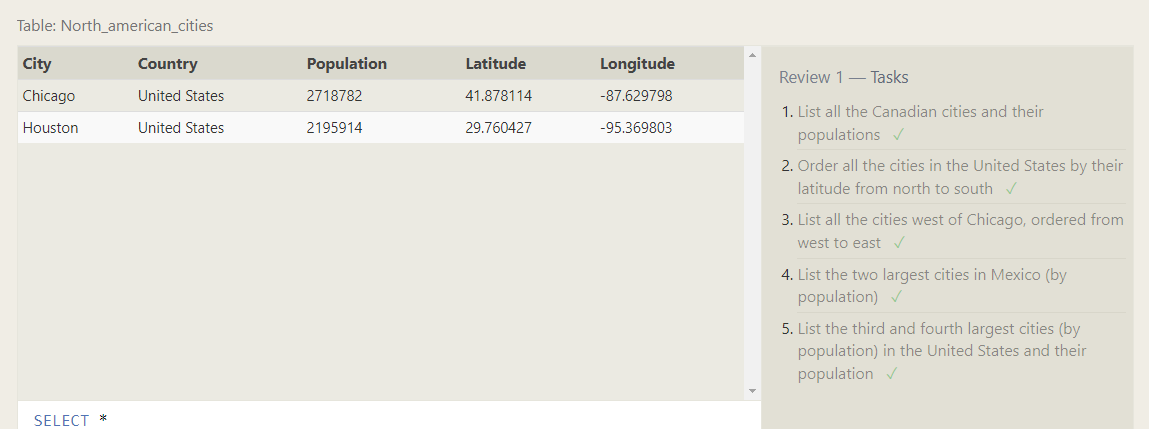 Table: North_american_cities
City Country Population Latitude Longitude
Chicago United States 2718782 41.878114 -87.629798
Houston United States 2195914 29.760427 -95.369803
SELECT *
Review 1 — Tasks
1. List all the Canadian cities and their
populations ✓
2. Order all the cities in the United States by their
latitude from north to south ✓
3. List all the cities west of Chicago, ordered from
west to east ✓
4. List the two largest cities in Mexico (by
population) ✓
5. List the third and fourth largest cities (by
population) in the United States and their
population ✓